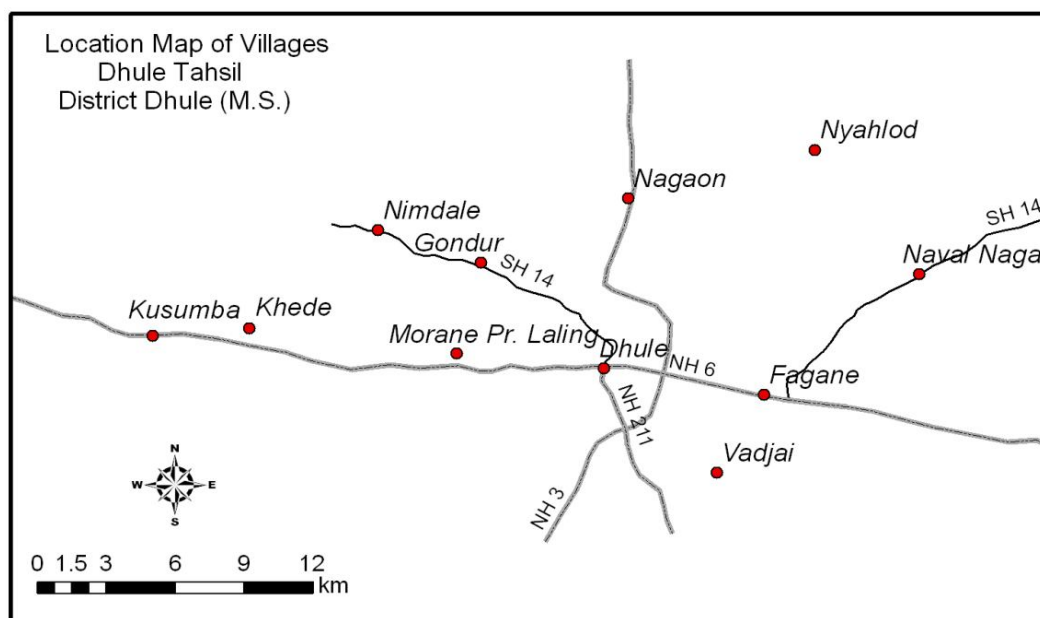 Location Map of Villages
Dhule Tahsil
District Dhule (M.S.)
Nyahlod
Nagaon
Nimdale
SH 14
Gondur
SH 14
Naval Naga
Kusumba
Khede
Morane Pr. Laling
Dhule
NH 6
Fagane
NH 211
Vadjai
NH 3
N
W
E
S
0 1.5 3 6 9 12
km